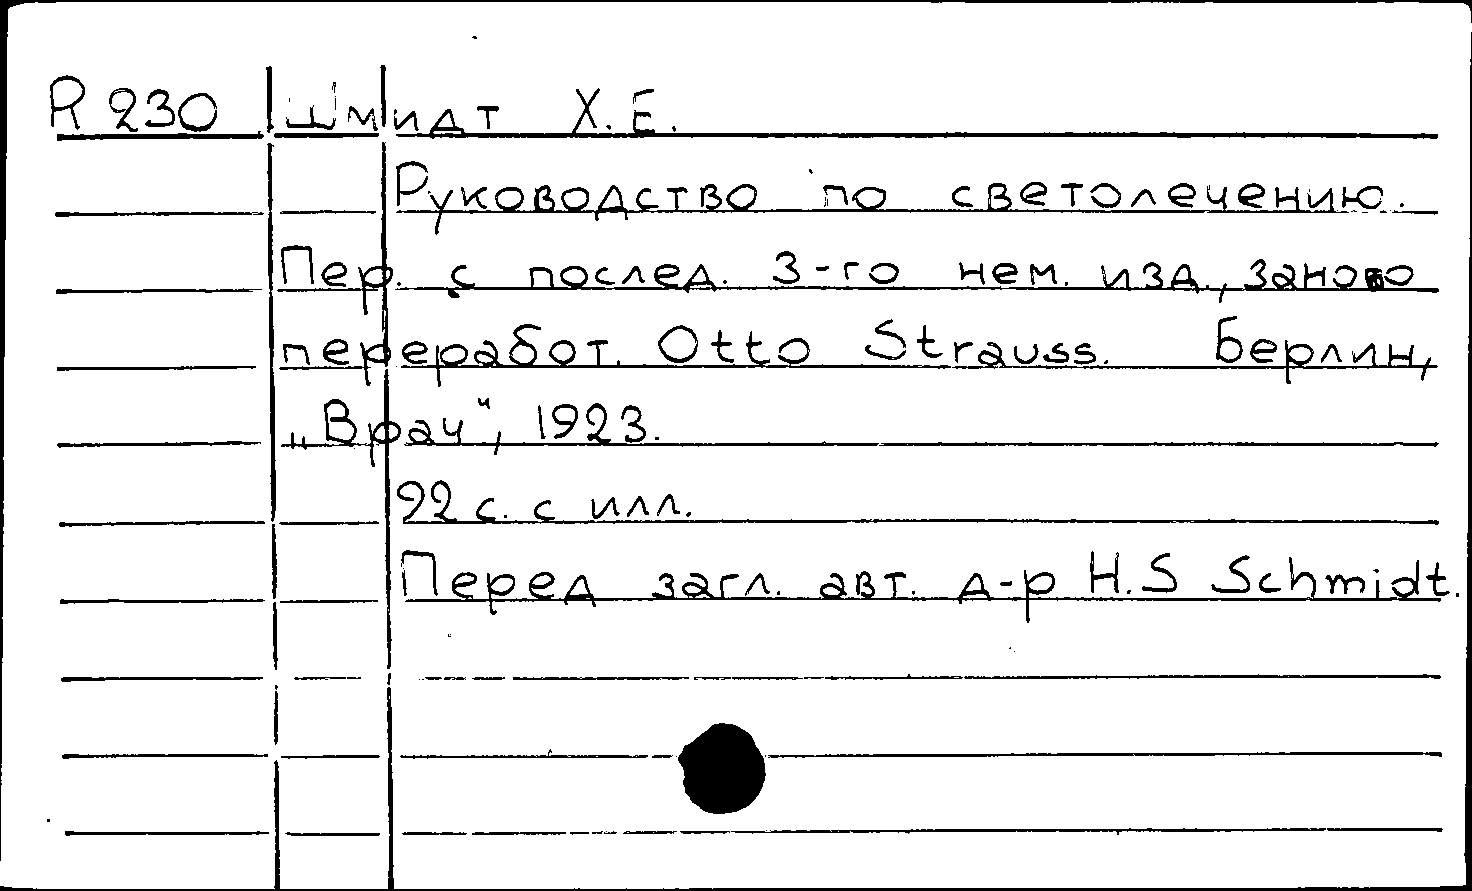 R 230 Шмидт Х.Е.
Руководство по светолечению.
Пер. с послед. 3-го нем. изд., заново
переработ. Otto Strauss. Берлин,
„Врач“, 1923.
92 с. с илл.
Перед загл. авт. д-р H.S Schmidt.